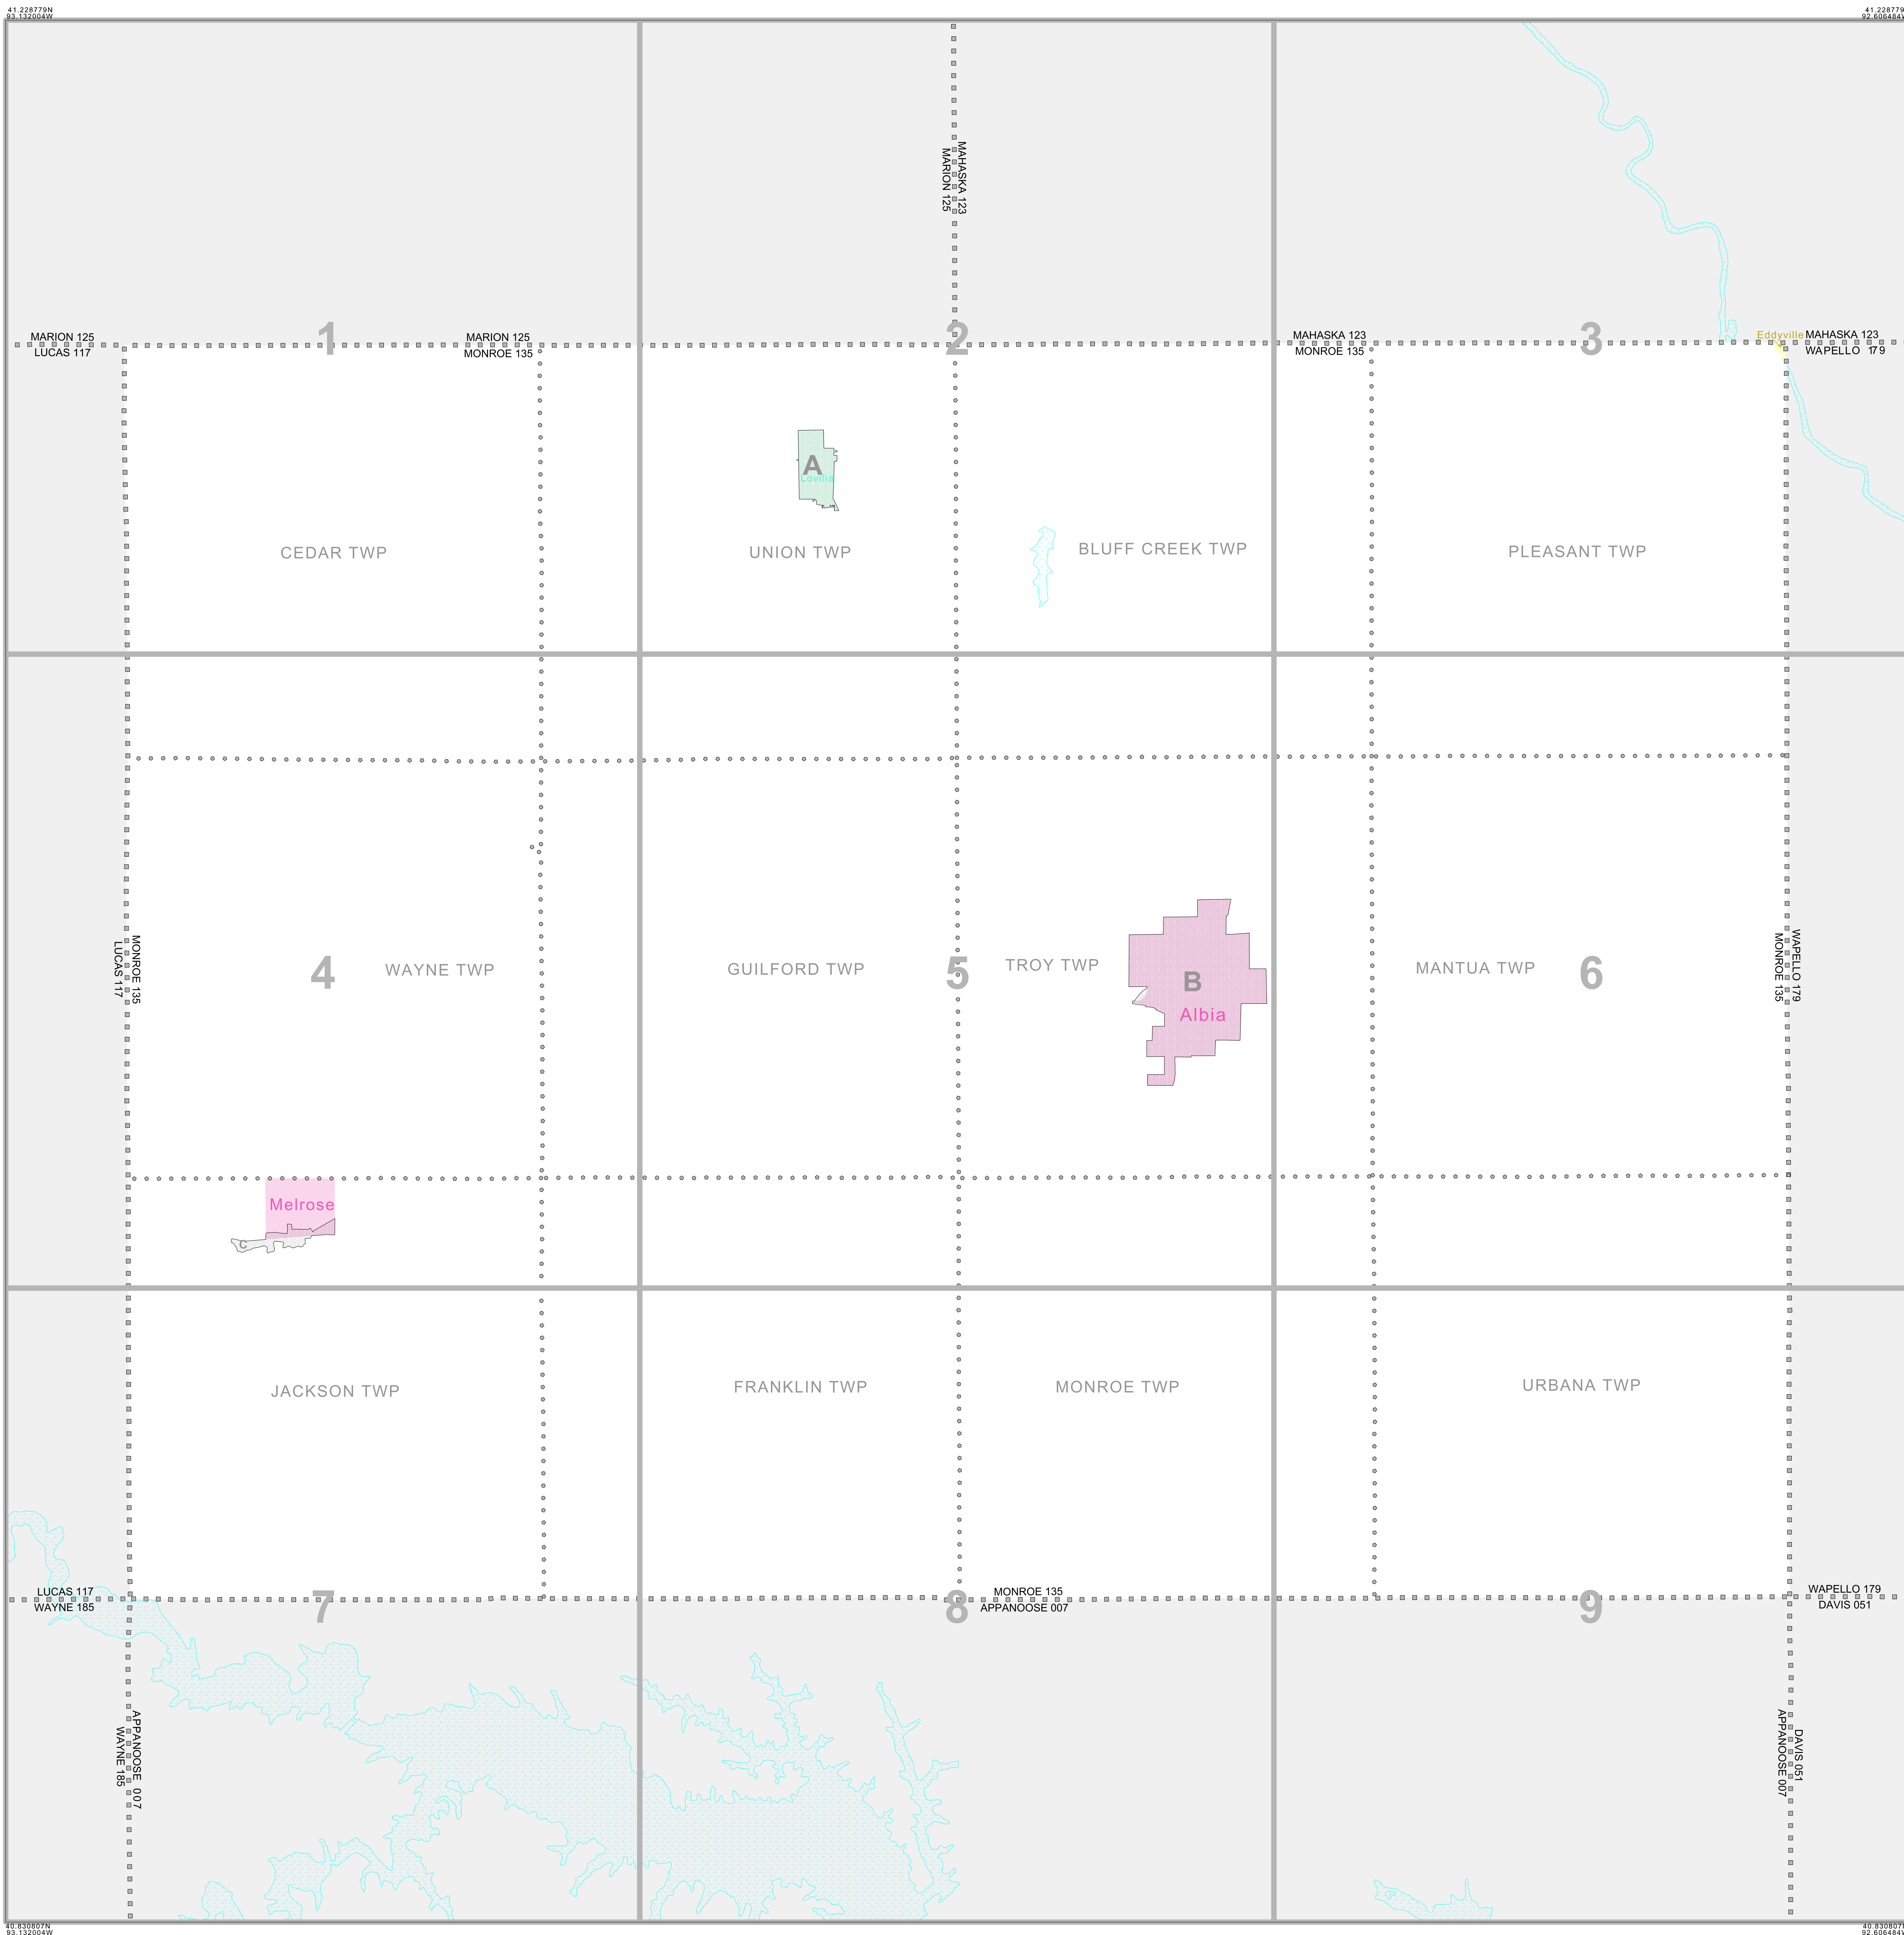 41.228779N
93.132004W
41.228779
92.606484W
MARION 125
MAHASKA 123
MARION 125
LUCAS 117
1
MARION 125
MONROE 135
2
MAHASKA 123
MONROE 135
3
Eddyville
MAHASKA 123
WAPELLO 179
A
Lovilia
CEDAR TWP
UNION TWP
BLUFF CREEK TWP
PLEASANT TWP
MONROE 135
LUCAS 117
4
WAYNE TWP
GUILFORD TWP
5
TROY TWP
B
Albia
MANTUA TWP
6
WAPELLO 179
MONROE 135
Melrose
C
JACKSON TWP
FRANKLIN TWP
MONROE TWP
URBANA TWP
LUCAS 117
WAYNE 185
7
8
MONROE 135
APPANOOSE 007
9
WAPELLO 179
DAVIS 051
APPANOOSE 007
WAYNE 185
DAVIS 051
APPANOOSE 007
40.830807N
93.132004W
40.830807N
92.606484W